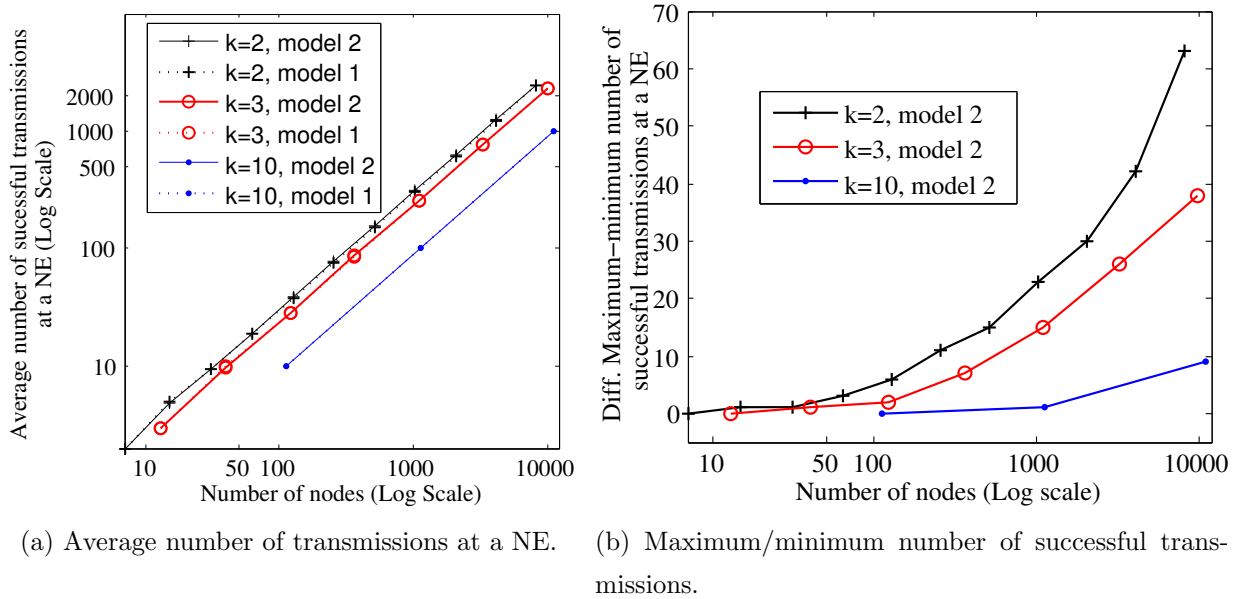 Average number of sucessful transmissions
at a NE (Log Scale)
2000
1000
500
100
10
k=2, model 2
k=2, model 1
k=3, model 2
k=3, model 1
k=10, model 2
k=10, model 1
10
50
100
1000
10000
Number of nodes (Log Scale)
(a) Average number of transmissions at a NE.
Diff. Maximum−minimum number of
successful transmissions at a NE
70
60
50
40
30
20
10
0
k=2, model 2
k=3, model 2
k=10, model 2
10
50
100
1000
10000
Number of nodes (Log scale)
(b) Maximum/minimum number of successful trans-
missions.